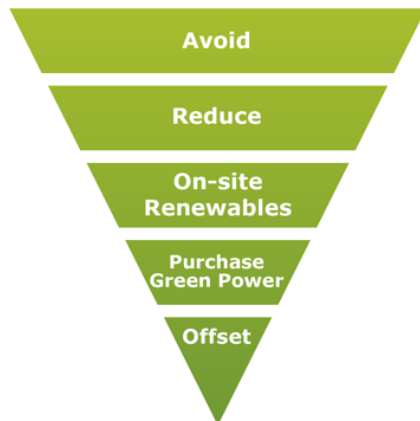 Avoid
Reduce
On-site
Renewables
Purchase
Green Power
Offset